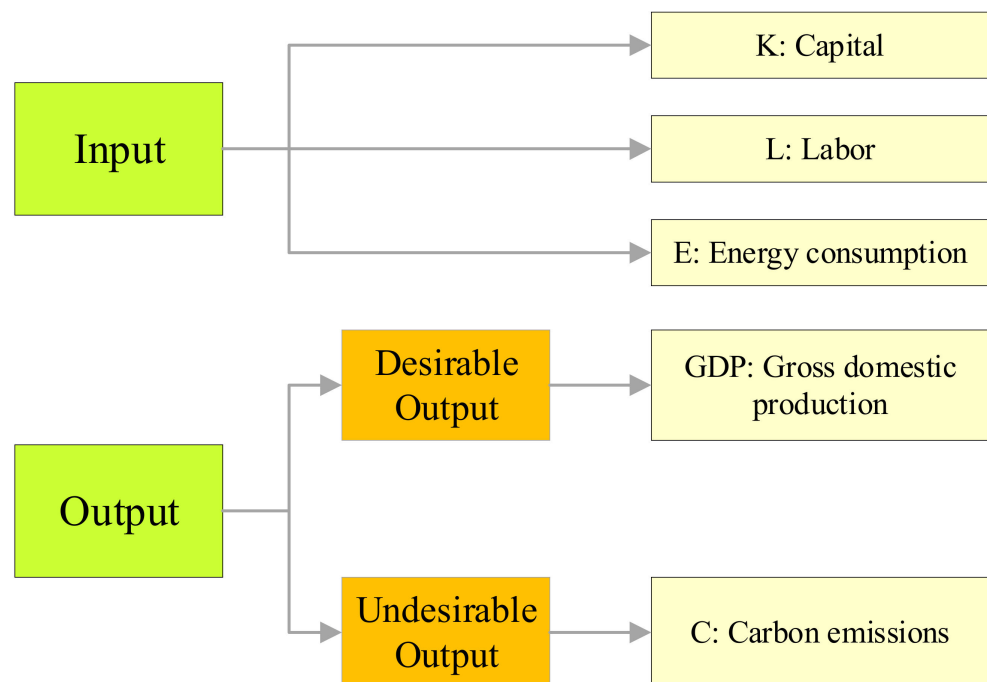 Input
K: Capital
L: Labor
E: Energy consumption
Output
Desirable
Output
GDP: Gross domestic
production
Undesirable
Output
C: Carbon emissions